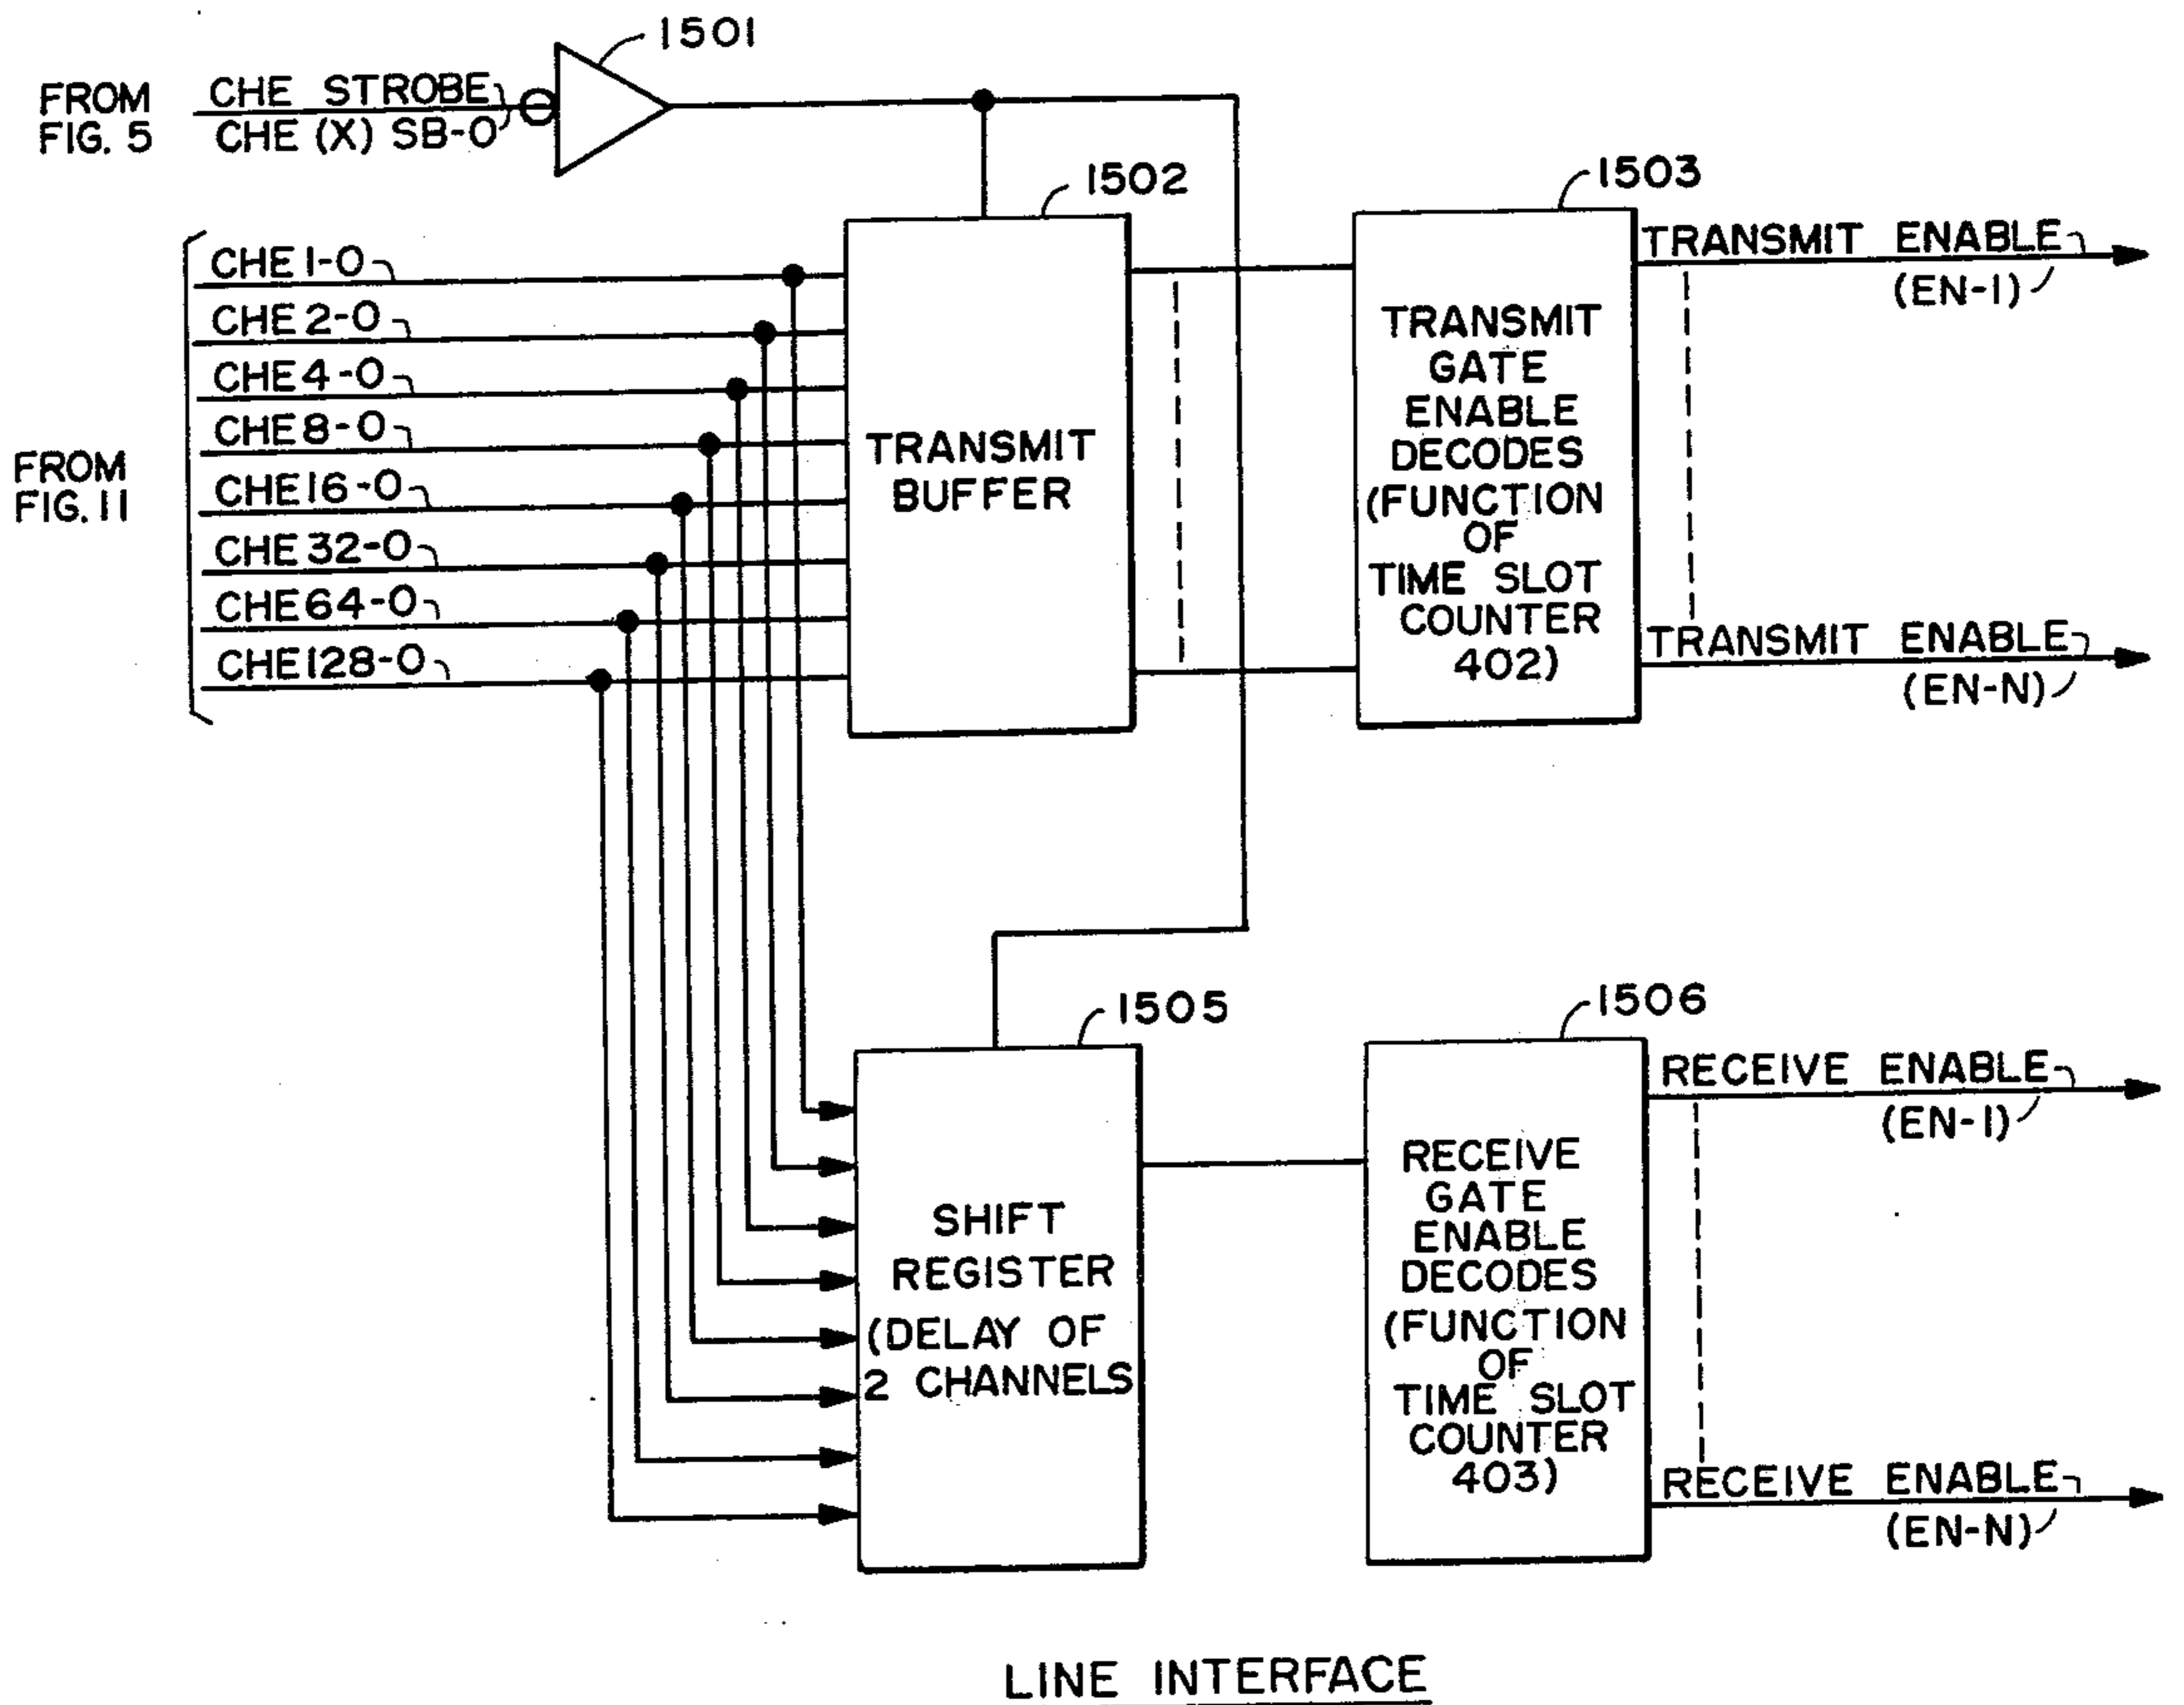 1501
FROM
FIG. 5
CHE STROBE
CHE (X) SB-0
1502
1503
FROM
FIG. 11
CHE 1-0
CHE 2-0
CHE 4-0
CHE 8-0
CHE 16-0
CHE 32-0
CHE 64-0
CHE 128-0
TRANSMIT
BUFFER
TRANSMIT
GATE
ENABLE
DECODES
(FUNCTION
OF
TIME SLOT
COUNTER
402)
TRANSMIT ENABLE
(EN-1)
TRANSMIT ENABLE
(EN-N)
1505
1506
SHIFT
REGISTER
(DELAY OF
2 CHANNELS
RECEIVE
GATE
ENABLE
DECODES
(FUNCTION
OF
TIME SLOT
COUNTER
403)
RECEIVE ENABLE
(EN-1)
RECEIVE ENABLE
(EN-N)
LINE INTERFACE